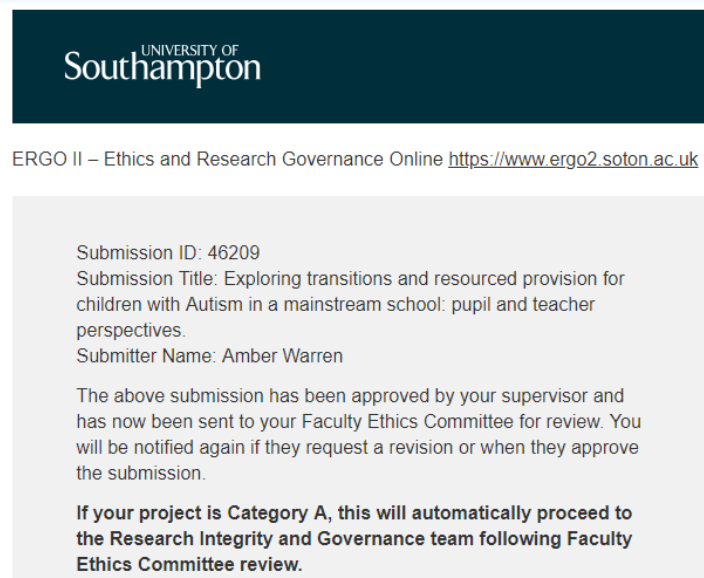 UNIVERSITY OF
Southampton
ERGO II – Ethics and Research Governance Online https://www.ergo2.soton.ac.uk
Submission ID: 46209
Submission Title: Exploring transitions and resourced provision for
children with Autism in a mainstream school: pupil and teacher
perspectives.
Submitter Name: Amber Warren
The above submission has been approved by your supervisor and
has now been sent to your Faculty Ethics Committee for review. You
will be notified again if they request a revision or when they approve
the submission.
If your project is Category A, this will automatically proceed to
the Research Integrity and Governance team following Faculty
Ethics Committee review.